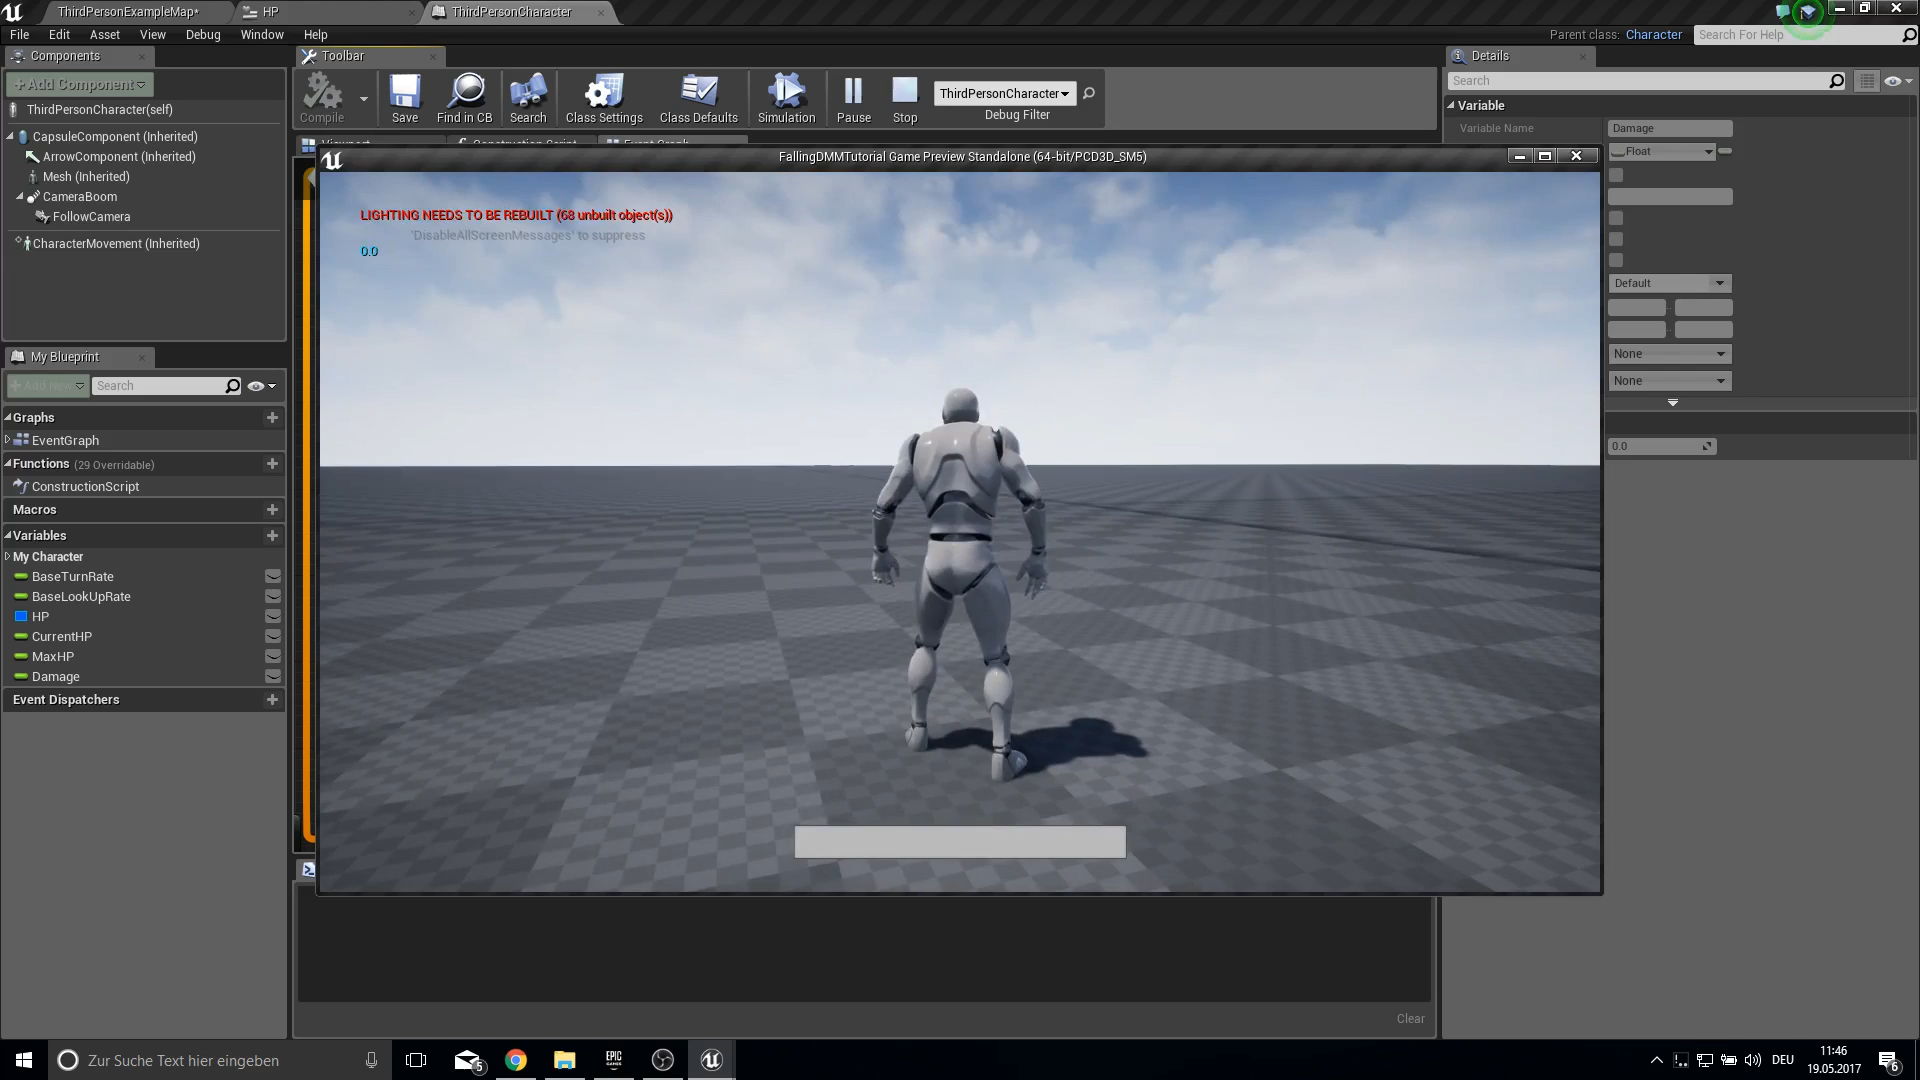 ThirdPersonExampleMap*
HP
ThirdPersonCharacter
File Edit Asset View Debug Window Help
Parent class: Character
Search For Help
Components
Toolbar
Details
+Add Component
Search
ThirdPersonCharacter(self)
ThirdPersonCharacter
Variable
Compile Save Find in CB Search Class Settings Class Defaults Simulation Pause Stop Debug Filter
Variable Name
Damage
CapsuleComponent (Inherited)
ArrowComponent (Inherited)
Mesh (Inherited)
CameraBoom
FollowCamera
CharacterMovement (Inherited)
Float
FallingDMMTutorial Game Preview Standalone (64-bit/PCD3D_SM5)
LIGHTING NEEDS TO BE REBUILT (68 unbuilt object(s))
'DisableAllScreenMessages' to suppress
0.0
Default
None
None
0.0
My Blueprint
Search
Graphs
EventGraph
Functions (29 Overridable)
ConstructionScript
Macros
Variables
My Character
BaseTurnRate
BaseLookUpRate
HP
CurrentHP
MaxHP
Damage
Event Dispatchers
Clear
Zur Suche Text hier eingeben
5
EPIC GAMES
DEU
11:46
19.05.2017
6